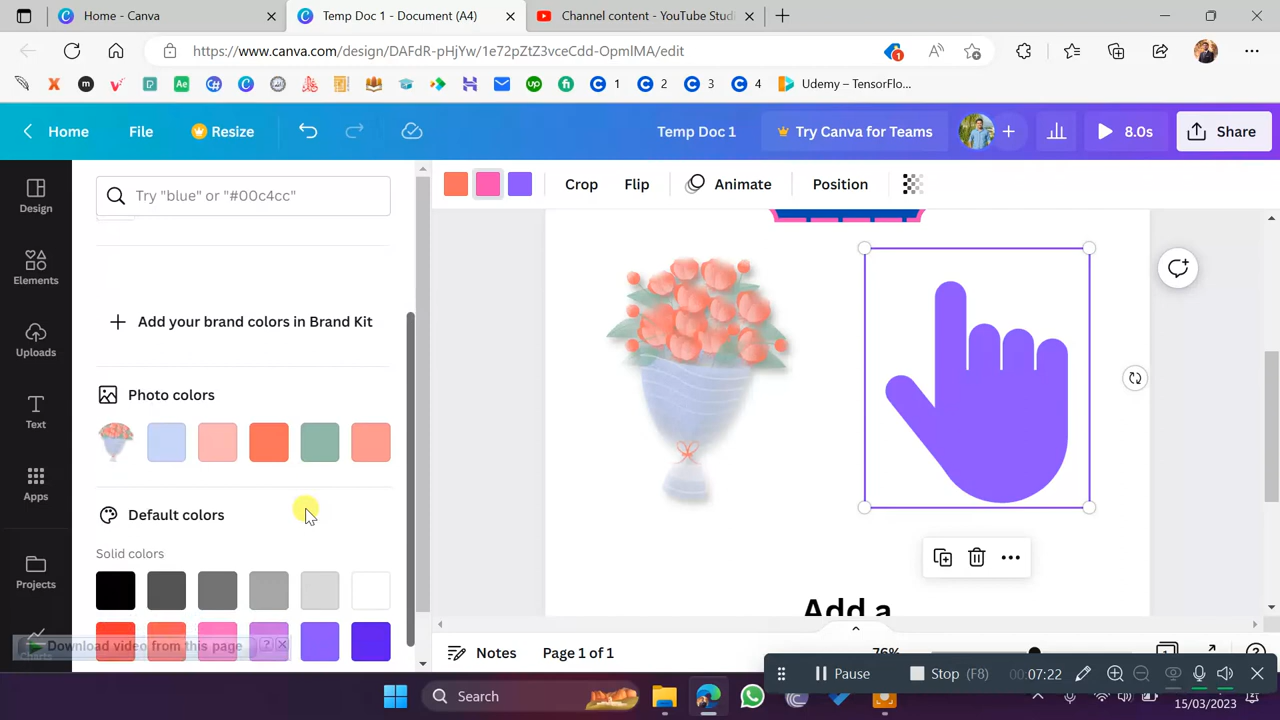 Home - Canva
Temp Doc 1 - Document (A4)
Channel content - YouTube Studi
https://www.canva.com/design/DAFdR-pHjYw/1e72pZtZ3vceCdd-OpmlMA/edit
1
1
2
3
4
Udemy – TensorFlo...
Home
File
Resize
Temp Doc 1
Try Canva for Teams
8.0s
Share
Design
Elements
Uploads
Text
Apps
Projects
Charts
Try "blue" or "#00c4cc"
Crop
Flip
Animate
Position
Add your brand colors in Brand Kit
Photo colors
Default colors
Solid colors
Download video from this page
?
Add a
Notes
Page 1 of 1
76%
Pause
Stop (F8)
00:07:22
Search
15/03/2023